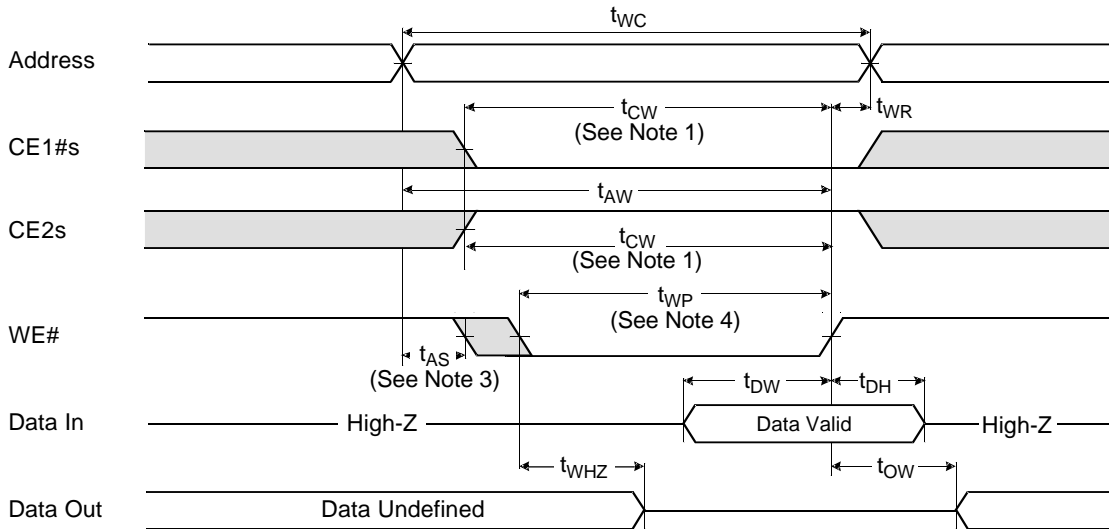 tWC
Address
tCW
(See Note 1)
tWR
CE1#s
tAW
CE2s
tCW
(See Note 1)
tWP
(See Note 4)
WE#
tAS
(See Note 3)
tDW
tDH
Data In
High-Z
Data Valid
High-Z
tWHZ
tOW
Data Out
Data Undefined